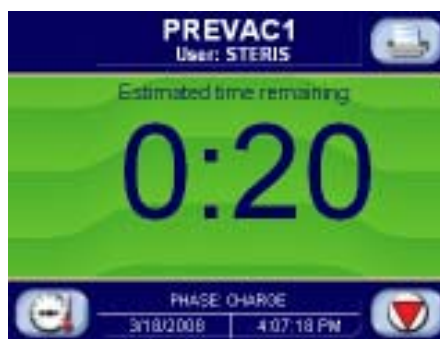 PREVAC1
User: STERIS
Estimated time remaining
0:20
PHASE: CHARGE
3/18/2008 4:07:18 PM